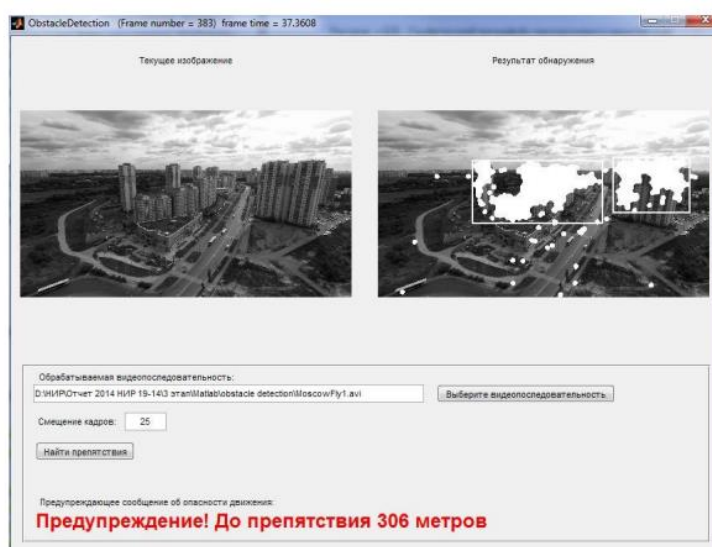 ObstacleDetection (Frame number = 383) frame time = 37.3608
Текущее изображение
Результат обнаружения
Обрабатываемая видеопоследовательность:
D:\НИР\Отчет 2014 НИР 19-14\3 этап\Matlab\obstacle detection\MoscowFly1.avi
Выберите видеопоследовательность
Смещение кадров:
25
Найти препятствия
Предупреждающее сообщение об опасности движения:
Предупреждение! До препятствия 306 метров